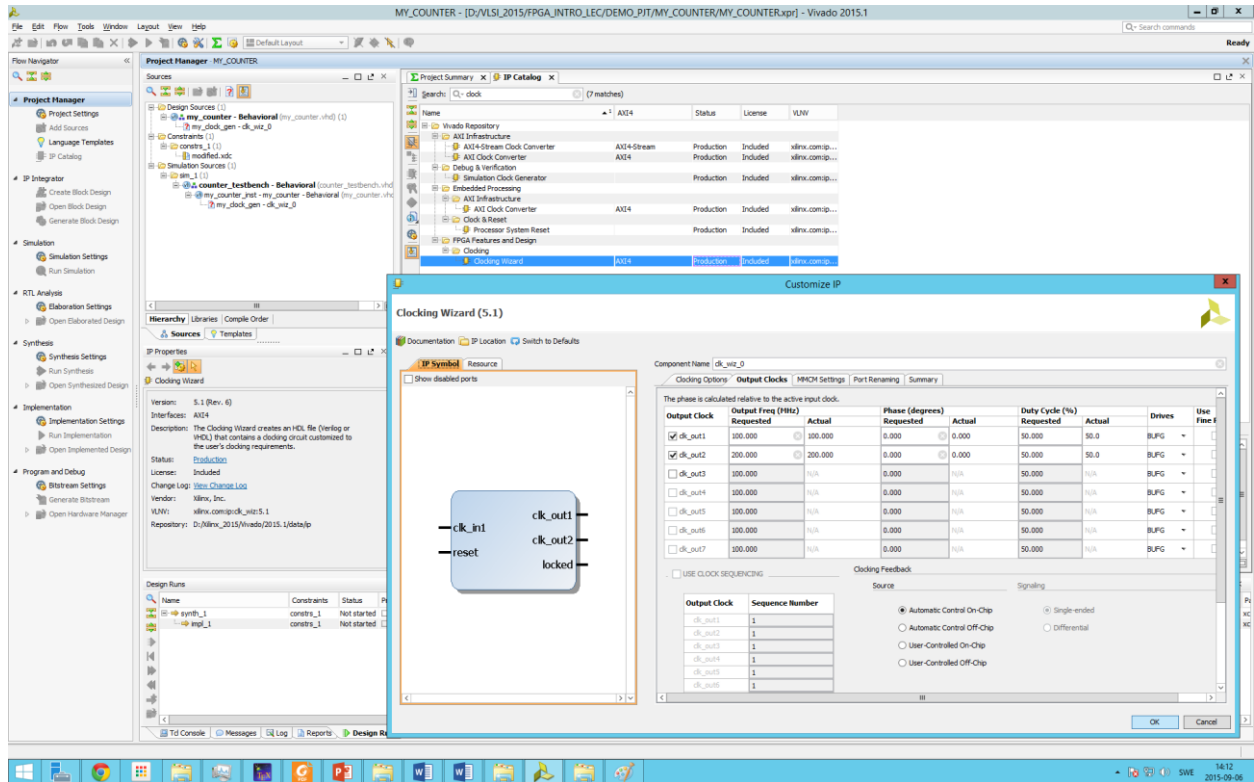 MY_COUNTER - [D:/VLSI_2015/FPGA_INTRO_LEC/DEMO_PJT/MY_COUNTER/MY_COUNTER.xpr] - Vivado 2015.1
File Edit Flow Tools Window Layout View Help
Search commands
Default Layout
Ready
Flow Navigator
Project Manager
Project Settings
Add Sources
Language Templates
IP Catalog
IP Integrator
Create Block Design
Open Block Design
Generate Block Design
Simulation
Simulation Settings
Run Simulation
RTL Analysis
Elaboration Settings
Open Elaborated Design
Synthesis
Synthesis Settings
Run Synthesis
Open Synthesized Design
Implementation
Implementation Settings
Run Implementation
Open Implemented Design
Program and Debug
Bitstream Settings
Generate Bitstream
Open Hardware Manager
Project Manager - MY_COUNTER
Sources
Design Sources (1)
my_counter - Behavioral (my_counter.vhd) (1)
my_clock_gen - clk_wiz_0
Constraints (1)
constrs_1 (1)
modified.xdc
Simulation Sources (1)
sim_1 (1)
counter_testbench - Behavioral (counter_testbench.vhd
my_counter_inst - my_counter - Behavioral (my_counter.vhd
my_clock_gen - clk_wiz_0
Hierarchy Libraries Compile Order
Sources Templates
IP Properties
Clocking Wizard
Version: 5.1 (Rev. 6)
Interfaces: AXI4
Description: The Clocking Wizard creates an HDL file (Verilog or
VHDL) that contains a clocking circuit customized to
the user's clocking requirements.
Status: Production
License: Included
Change Log: View Change Log
Vendor: Xilinx, Inc.
VLNV: xilinx.com:ip:clk_wiz:5.1
Repository: D:/Xilinx_2015/Vivado/2015.1/data/ip
Design Runs
Name Constraints Status
synth_1 constrs_1 Not started
impl_1 constrs_1 Not started
Tcl Console Messages Log Reports Design R
Project Summary IP Catalog
Search: clock (7 matches)
Name 1 AXI4 Status License VLNV
Vivado Repository
AXI Infrastructure
AXI4-Stream Clock Converter AXI4-Stream Production Included xilinx.com:ip...
AXI Clock Converter AXI4 Production Included xilinx.com:ip...
Debug & Verification
Simulation Clock Generator Production Included xilinx.com:ip...
Embedded Processing
AXI Infrastructure
AXI Clock Converter AXI4 Production Included xilinx.com:ip...
Clock & Reset
Processor System Reset Production Included xilinx.com:ip...
FPGA Features and Design
Clocking
Clocking Wizard AXI4 Production Included xilinx.com:ip...
Customize IP
Clocking Wizard (5.1)
Documentation IP Location Switch to Defaults
IP Symbol Resource
Show disabled ports
clk_in1
reset
clk_out1
clk_out2
locked
Component Name clk_wiz_0
Clocking Options Output Clocks MMCM Settings Port Renaming Summary
The phase is calculated relative to the active input clock.
Output Clock Output Freq (MHz) Phase (degrees) Duty Cycle (%) Drives Use
Requested Actual Requested Actual Requested Actual Fine
clk_out1 100.000 100.000 0.000 0.000 50.000 50.0 BUFG
clk_out2 200.000 200.000 0.000 0.000 50.000 50.0 BUFG
clk_out3 100.000 N/A 0.000 N/A 50.000 N/A BUFG
clk_out4 100.000 N/A 0.000 N/A 50.000 N/A BUFG
clk_out5 100.000 N/A 0.000 N/A 50.000 N/A BUFG
clk_out6 100.000 N/A 0.000 N/A 50.000 N/A BUFG
clk_out7 100.000 N/A 0.000 N/A 50.000 N/A BUFG
USE CLOCK SEQUENCING
Output Clock Sequence Number
clk_out1 1
clk_out2 1
clk_out3 1
clk_out4 1
clk_out5 1
clk_out6 1
Clocking Feedback
Source Signaling
Automatic Control On-Chip Single-ended
Automatic Control Off-Chip Differential
User-Controlled On-Chip
User-Controlled Off-Chip
OK Cancel
SWE 14:12
2015-09-08